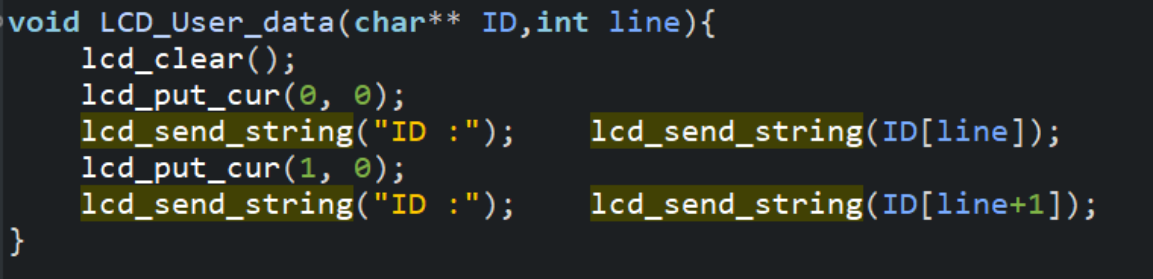 void LCD_User_data(char** ID,int line){
    lcd_clear();
    lcd_put_cur(0, 0);
    lcd_send_string("ID :");    lcd_send_string(ID[line]);
    lcd_put_cur(1, 0);
    lcd_send_string("ID :");    lcd_send_string(ID[line+1]);
}